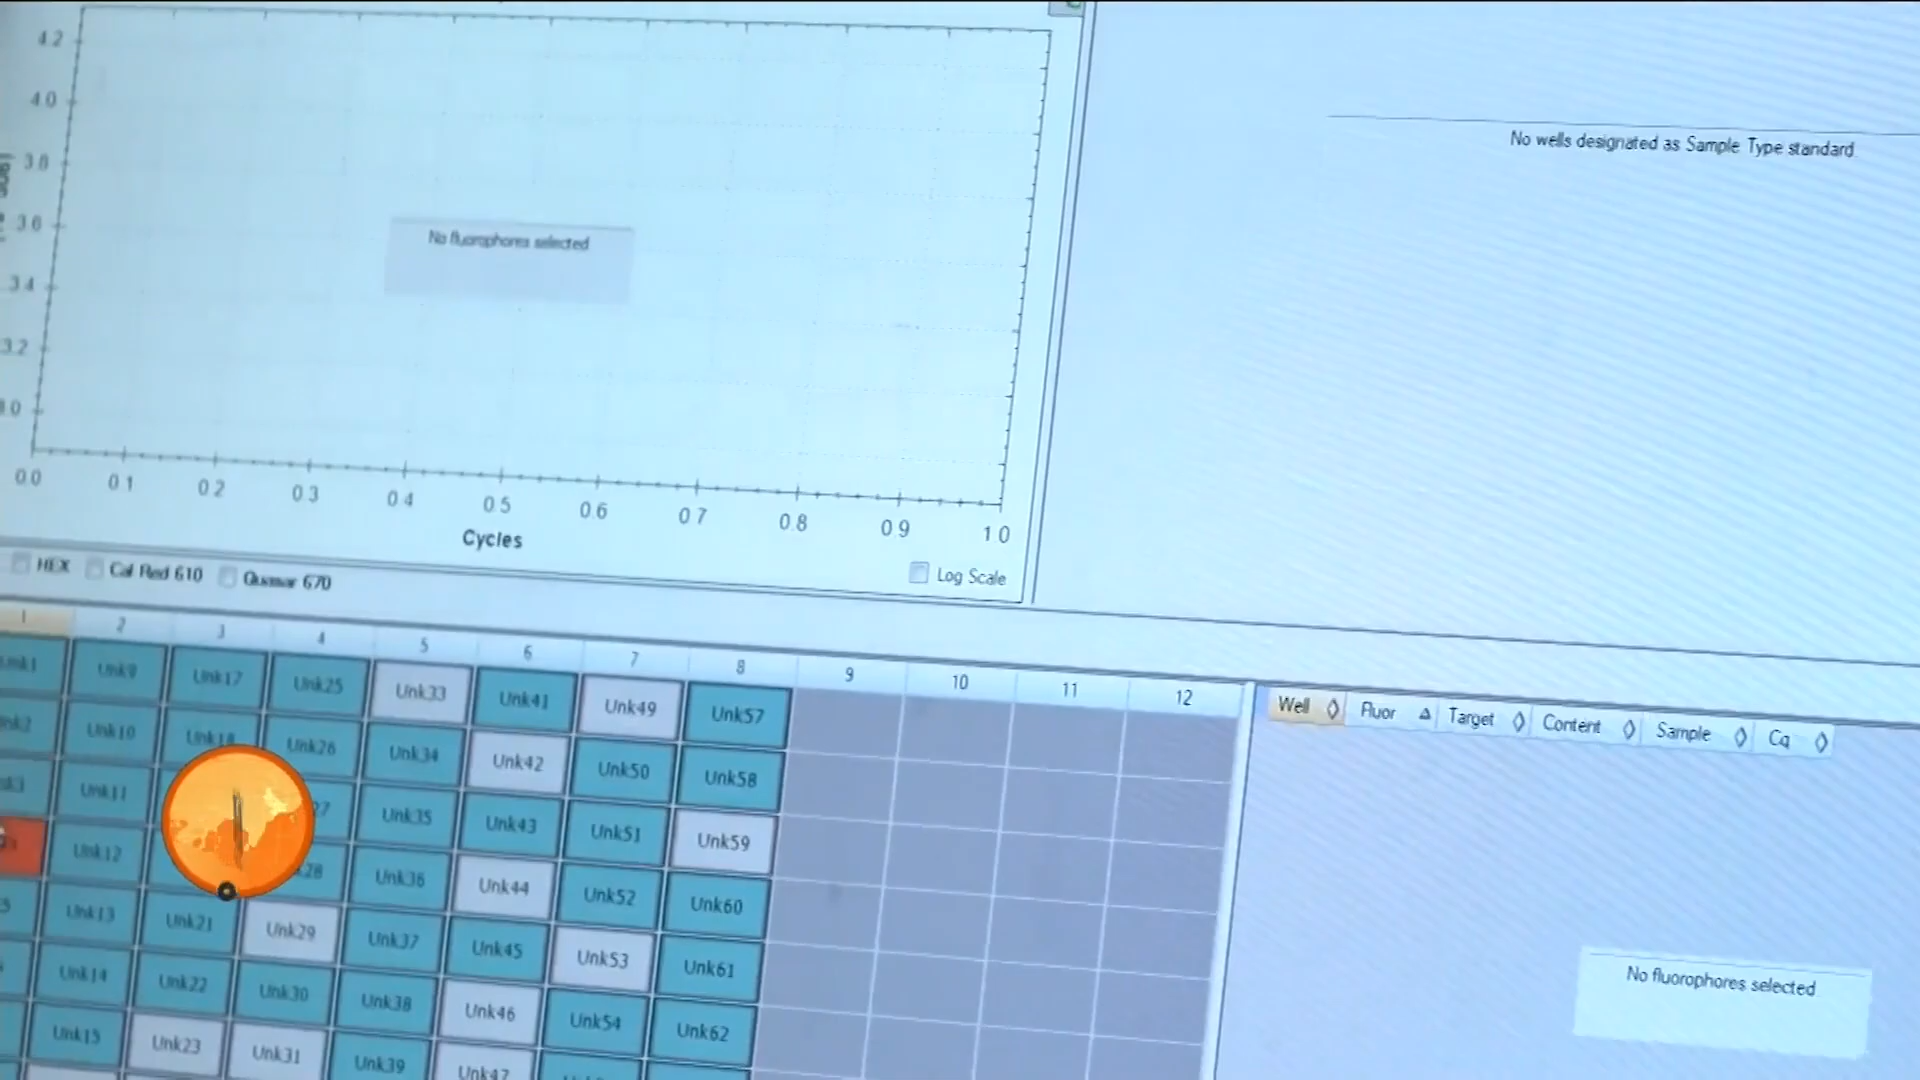 4.2
4.0
3.8
3.6
3.4
3.2
No fluorophores selected
No wells designated as Sample Type standard.
0.0 0.1 0.2 0.3 0.4 0.5 0.6 0.7 0.8 0.9 1.0
Cycles
HEX Cal Red 610 Quasar 670
Log Scale
1 2 3 4 5 6 7 8 9 10 11 12
Unk1 Unk9 Unk17 Unk25 Unk33 Unk41 Unk49 Unk57
Unk10 Unk18 Unk26 Unk34 Unk42 Unk50 Unk58
Unk11 Unk35 Unk43 Unk51 Unk59
Unk12 Unk36 Unk44 Unk52 Unk60
Unk13 Unk21 Unk29 Unk37 Unk45 Unk53 Unk61
Unk14 Unk22 Unk30 Unk38 Unk46 Unk54 Unk62
Unk15 Unk23 Unk31 Unk39 Unk47
Well Fluor Target Content Sample Cq
No fluorophores selected